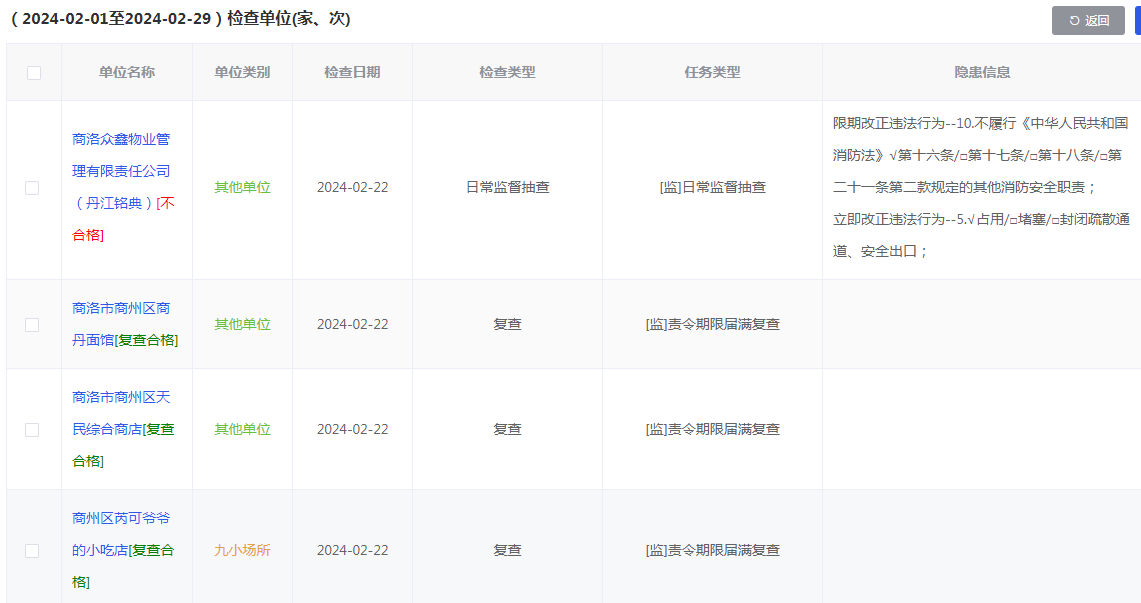 （2024-02-01至2024-02-29）检查单位(家、次)
返回
单位名称 单位类别 检查日期 检查类型 任务类型 隐患信息
商洛众鑫物业管
理有限责任公司
（丹江铭典）[不
合格]
其他单位
2024-02-22
日常监督抽查
[监]日常监督抽查
限期改正违法行为--10.不履行《中华人民共和国
消防法》√第十六条/□第十七条/□第十八条/□第
二十一条第二款规定的其他消防安全职责；
立即改正违法行为--5.√占用/□堵塞/□封闭疏散通
道、安全出口；
商洛市商州区商
丹面馆[复查合格]
其他单位
2024-02-22
复查
[监]责令期限届满复查
商洛市商州区天
民综合商店[复查
合格]
其他单位
2024-02-22
复查
[监]责令期限届满复查
商州区芮可爷爷
的小吃店[复查合
格]
九小场所
2024-02-22
复查
[监]责令期限届满复查